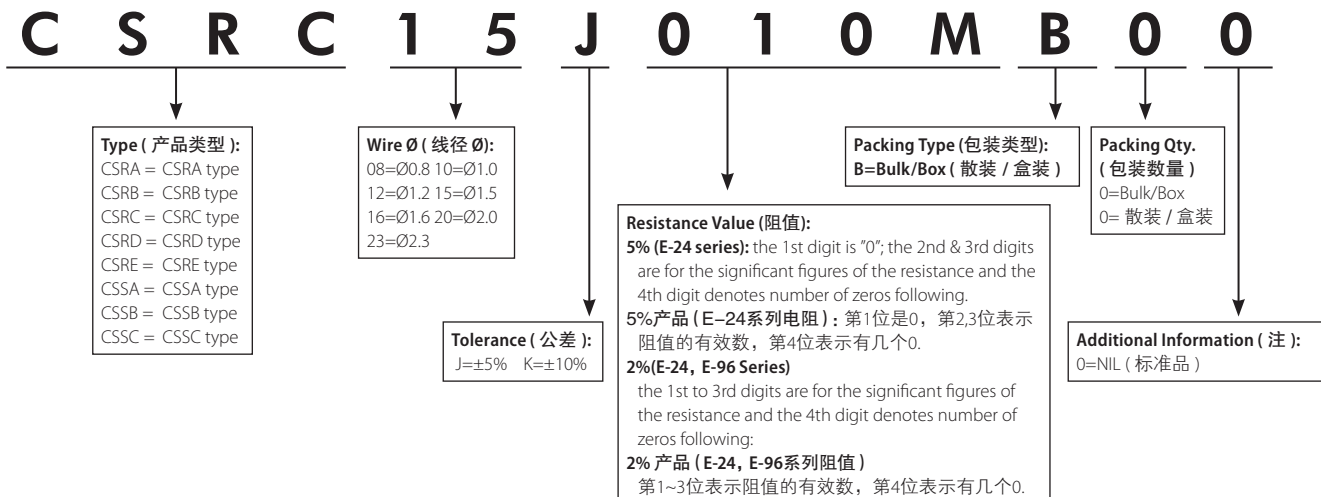 C S R C 1 5 J 0 1 0 M B 0 0
Type ( 产品类型 ):
CSRA = CSRA type
CSRB = CSRB type
CSRC = CSRC type
CSRD = CSRD type
CSRE = CSRE type
CSSA = CSSA type
CSSB = CSSB type
CSSC = CSSC type
Wire Ø ( 线径 Ø):
08=Ø0.8 10=Ø1.0
12=Ø1.2 15=Ø1.5
16=Ø1.6 20=Ø2.0
23=Ø2.3
Tolerance ( 公差 ):
J=±5% K=±10%
Resistance Value (阻值):
5% (E-24 series): the 1st digit is "0"; the 2nd & 3rd digits
are for the significant figures of the resistance and the
4th digit denotes number of zeros following.
5%产品 ( E–24系列电阻 ) : 第1位是0，第2,3位表示
阻值的有效数，第4位表示有几个0.
2%(E-24, E-96 Series)
the 1st to 3rd digits are for the significant figures of
the resistance and the 4th digit denotes number of
zeros following:
2% 产品 ( E-24, E-96系列阻值 )
第1~3位表示阻值的有效数，第4位表示有几个0.
Packing Type (包装类型):
B=Bulk/Box ( 散装 / 盒装 )
Packing Qty.
( 包装数量 )
0=Bulk/Box
0= 散装 / 盒装
Additional Information ( 注 ):
0=NIL ( 标准品 )